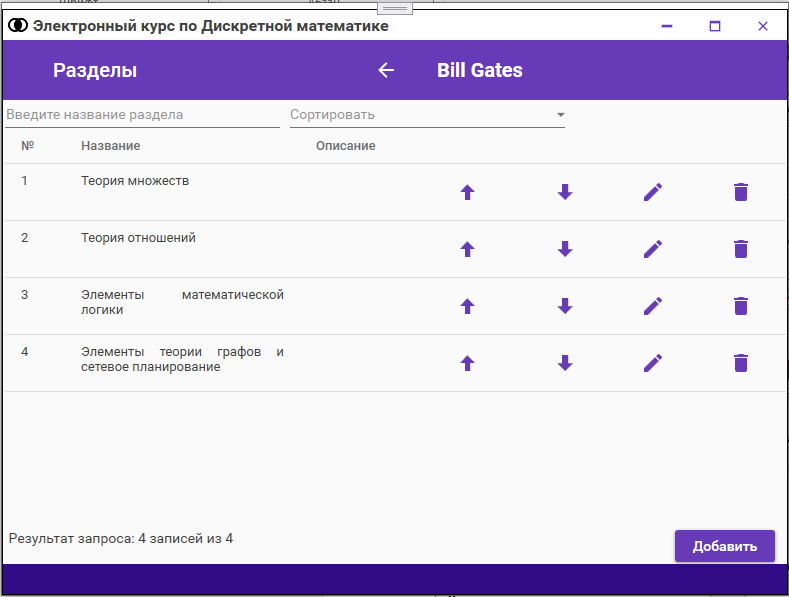 Электронный курс по Дискретной математике
Разделы
Bill Gates
Введите название раздела
Сортировать
№ Название Описание
1 Теория множеств
2 Теория отношений
3 Элементы математической
логики
4 Элементы теории графов и
сетевое планирование
Результат запроса: 4 записей из 4
Добавить